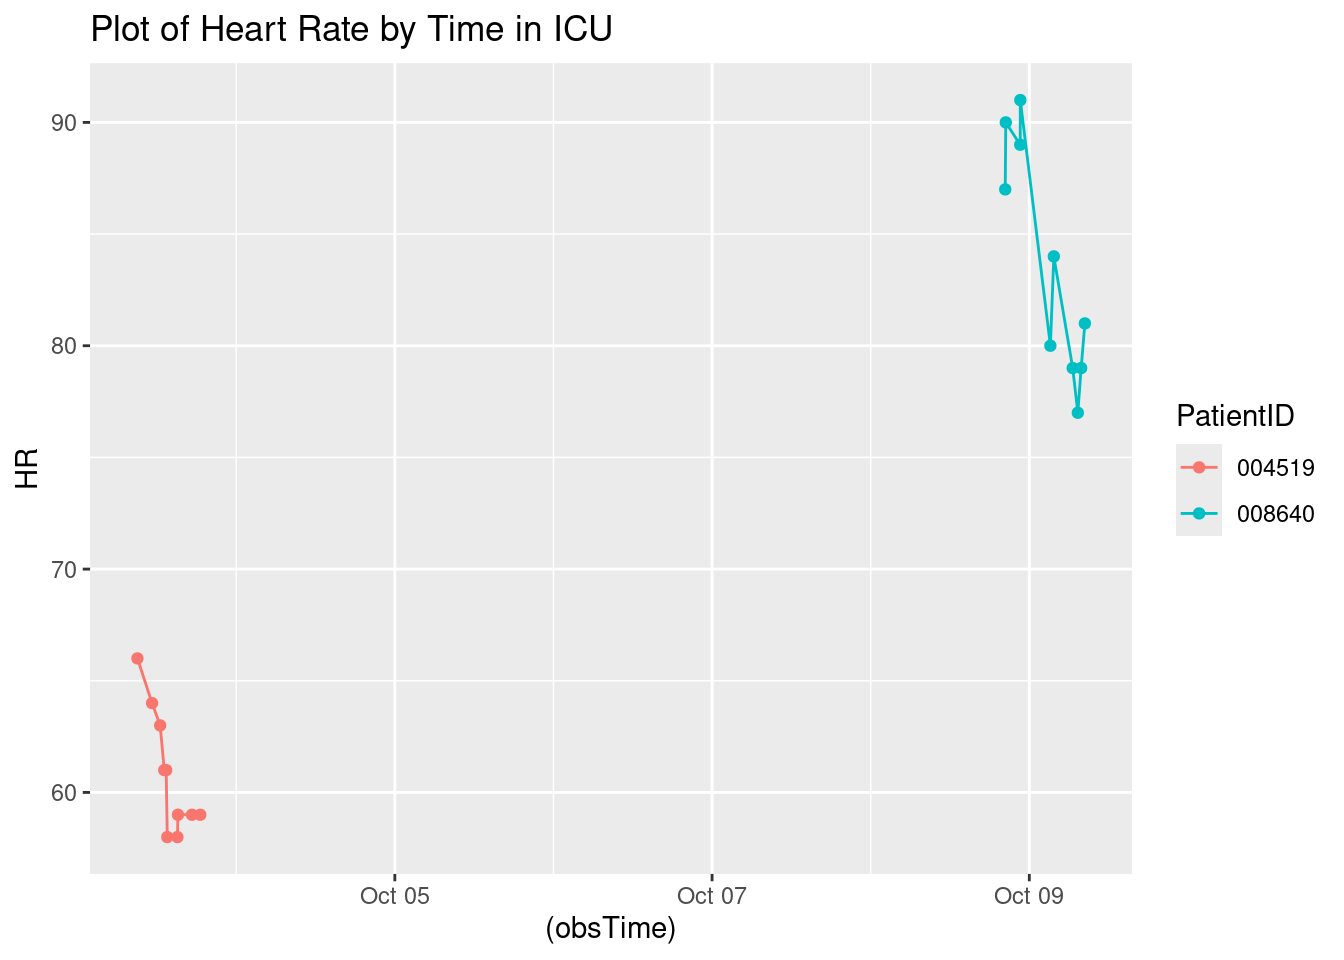 Plot of Heart Rate by Time in ICU
90
80
70
60
HR
Oct 05
Oct 07
Oct 09
(obsTime)
PatientID
004519
008640